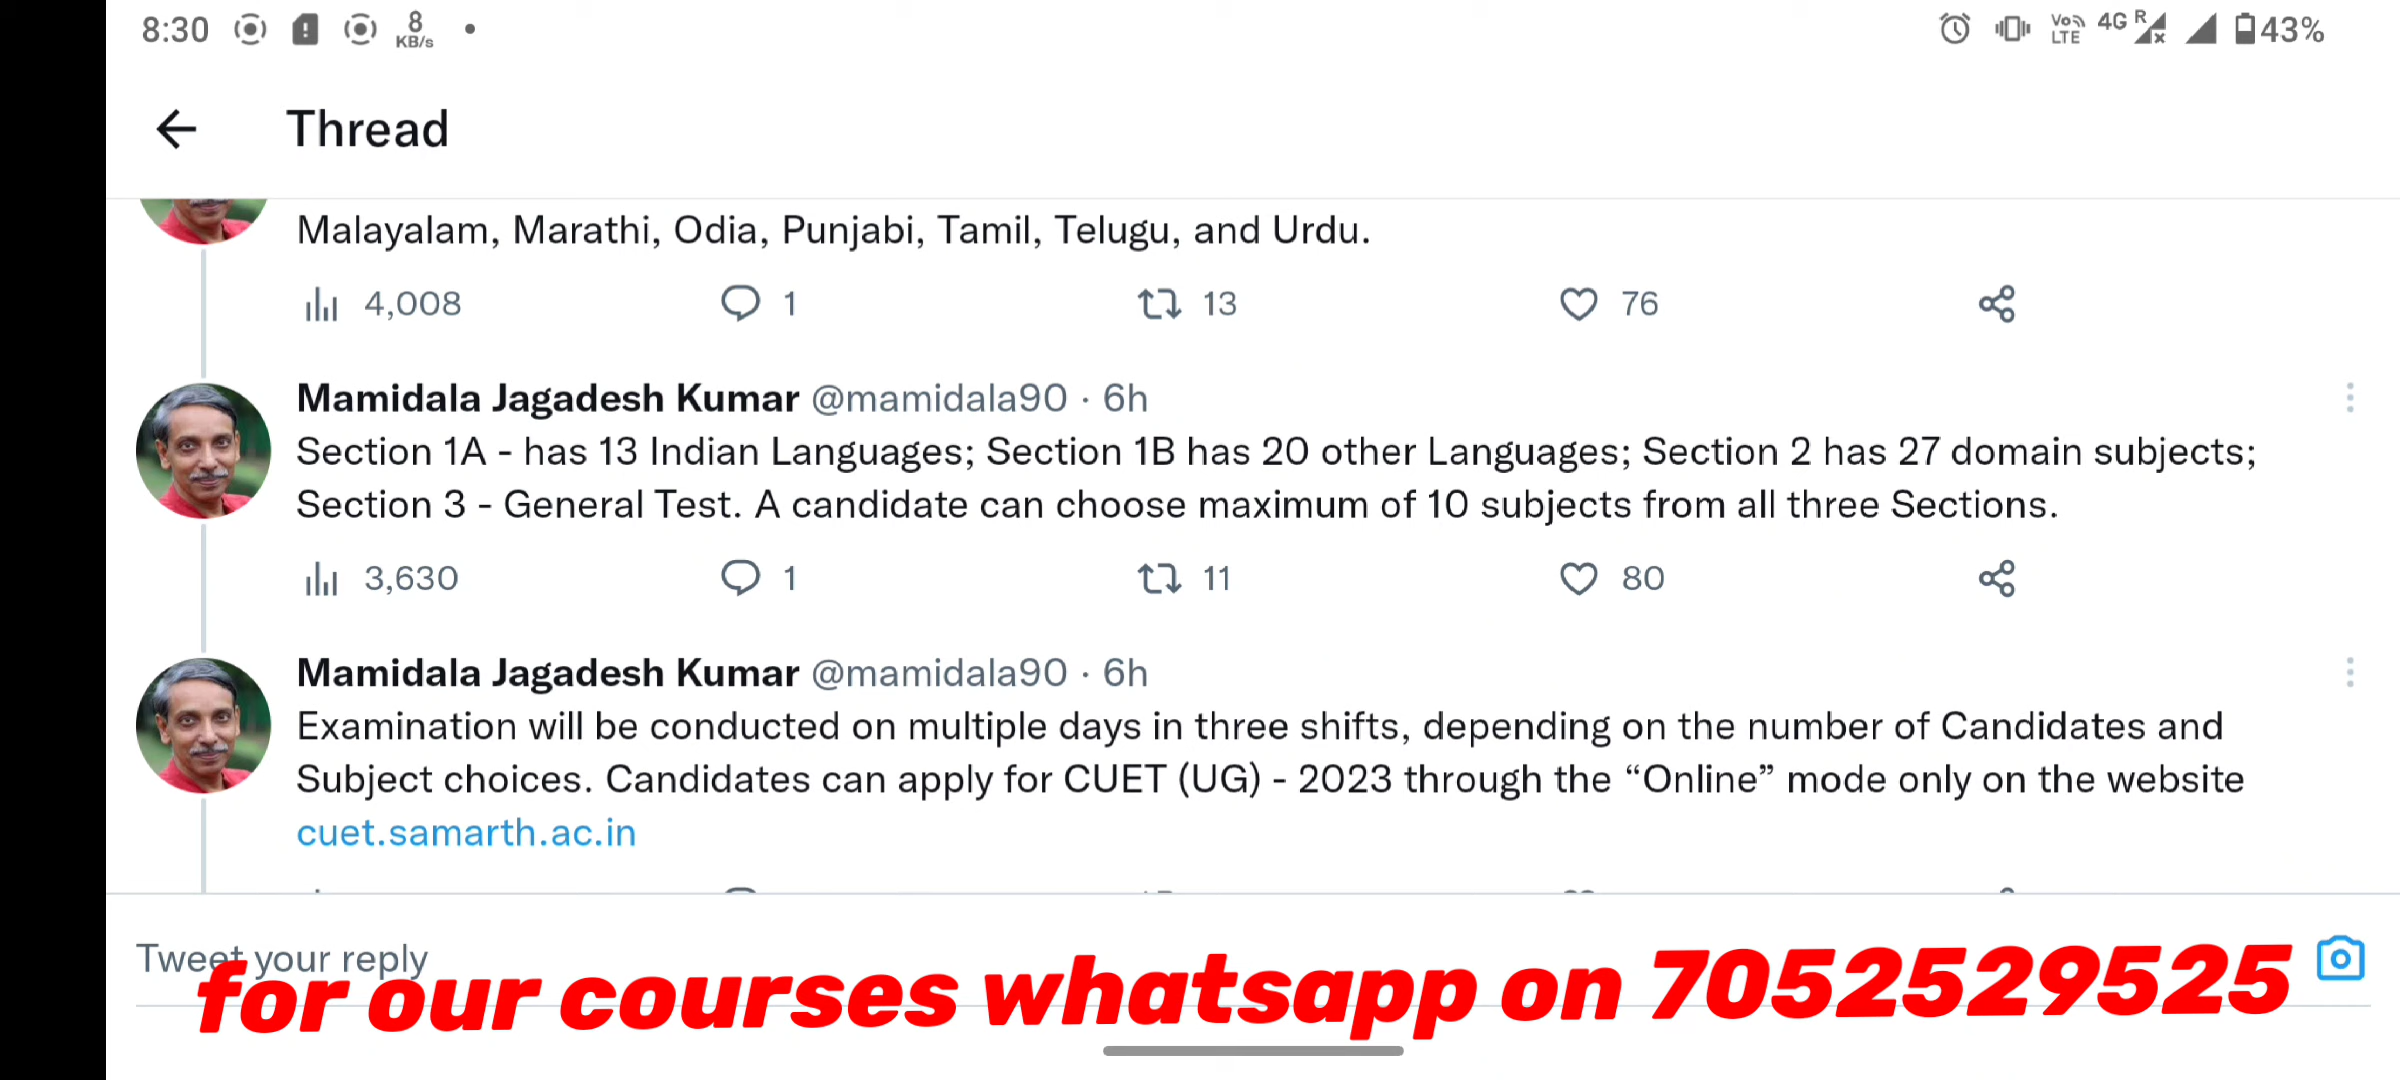 8:30 8 KB/s Vo LTE 4G R 43%
Thread
Malayalam, Marathi, Odia, Punjabi, Tamil, Telugu, and Urdu.
4,008 1 13 76
Mamidala Jagadesh Kumar @mamidala90 · 6h
Section 1A - has 13 Indian Languages; Section 1B has 20 other Languages; Section 2 has 27 domain subjects;
Section 3 - General Test. A candidate can choose maximum of 10 subjects from all three Sections.
3,630 1 11 80
Mamidala Jagadesh Kumar @mamidala90 · 6h
Examination will be conducted on multiple days in three shifts, depending on the number of Candidates and
Subject choices. Candidates can apply for CUET (UG) - 2023 through the “Online” mode only on the website
cuet.samarth.ac.in
Tweet your reply
for our courses whatsapp on 7052529525